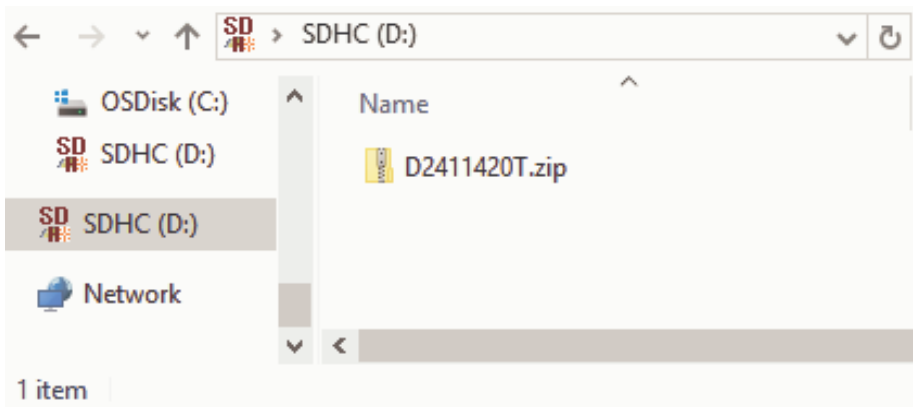 SDHC (D:)
OSDisk (C:)
SDHC (D:)
SDHC (D:)
Network
Name
D2411420T.zip
1 item